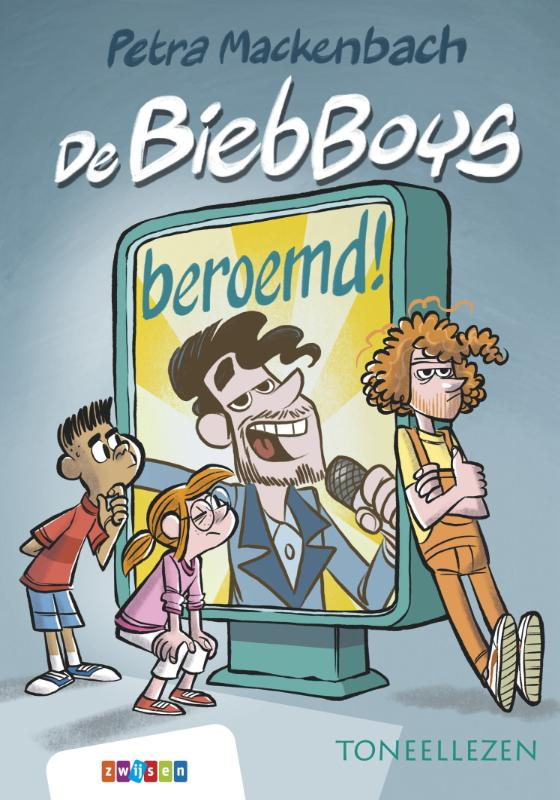 Petra Mackenbach
De BiebBoys
beroemd!
TONEELLEZEN
zwijsen